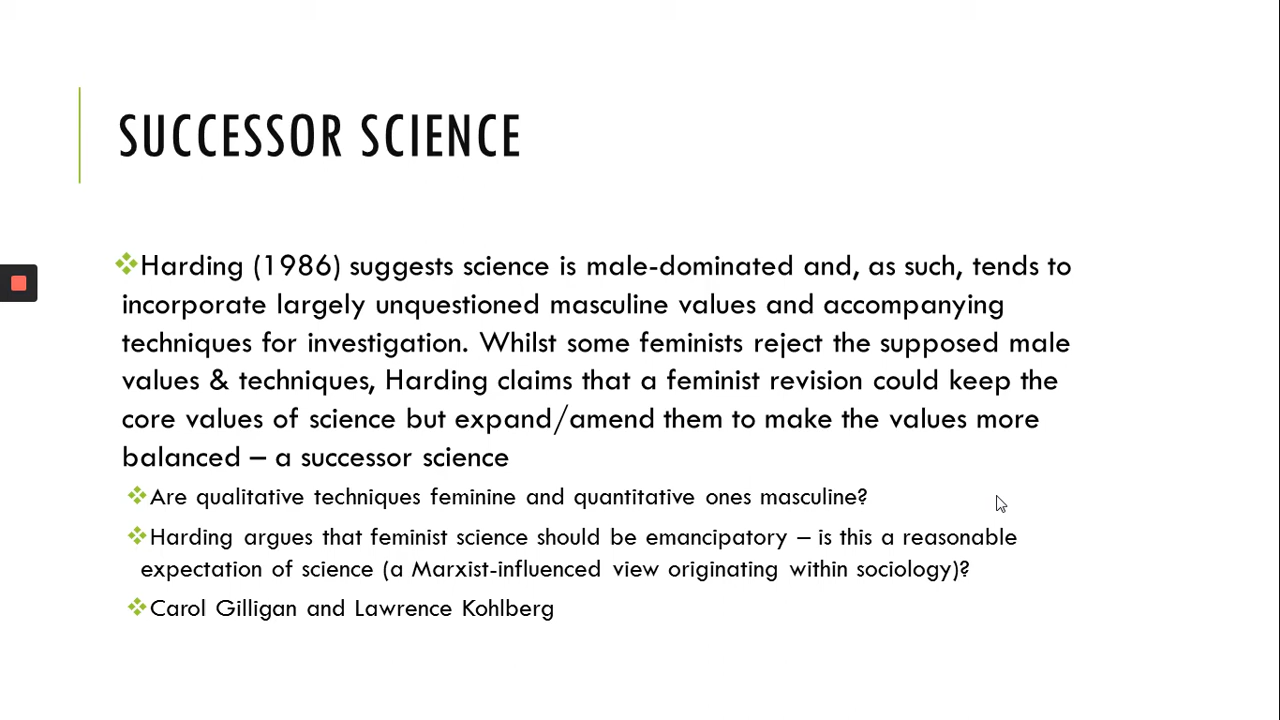 SUCCESSOR SCIENCE
❖Harding (1986) suggests science is male-dominated and, as such, tends to
incorporate largely unquestioned masculine values and accompanying
techniques for investigation. Whilst some feminists reject the supposed male
values & techniques, Harding claims that a feminist revision could keep the
core values of science but expand/amend them to make the values more
balanced – a successor science
❖Are qualitative techniques feminine and quantitative ones masculine?
❖Harding argues that feminist science should be emancipatory – is this a reasonable
expectation of science (a Marxist-influenced view originating within sociology)?
❖Carol Gilligan and Lawrence Kohlberg